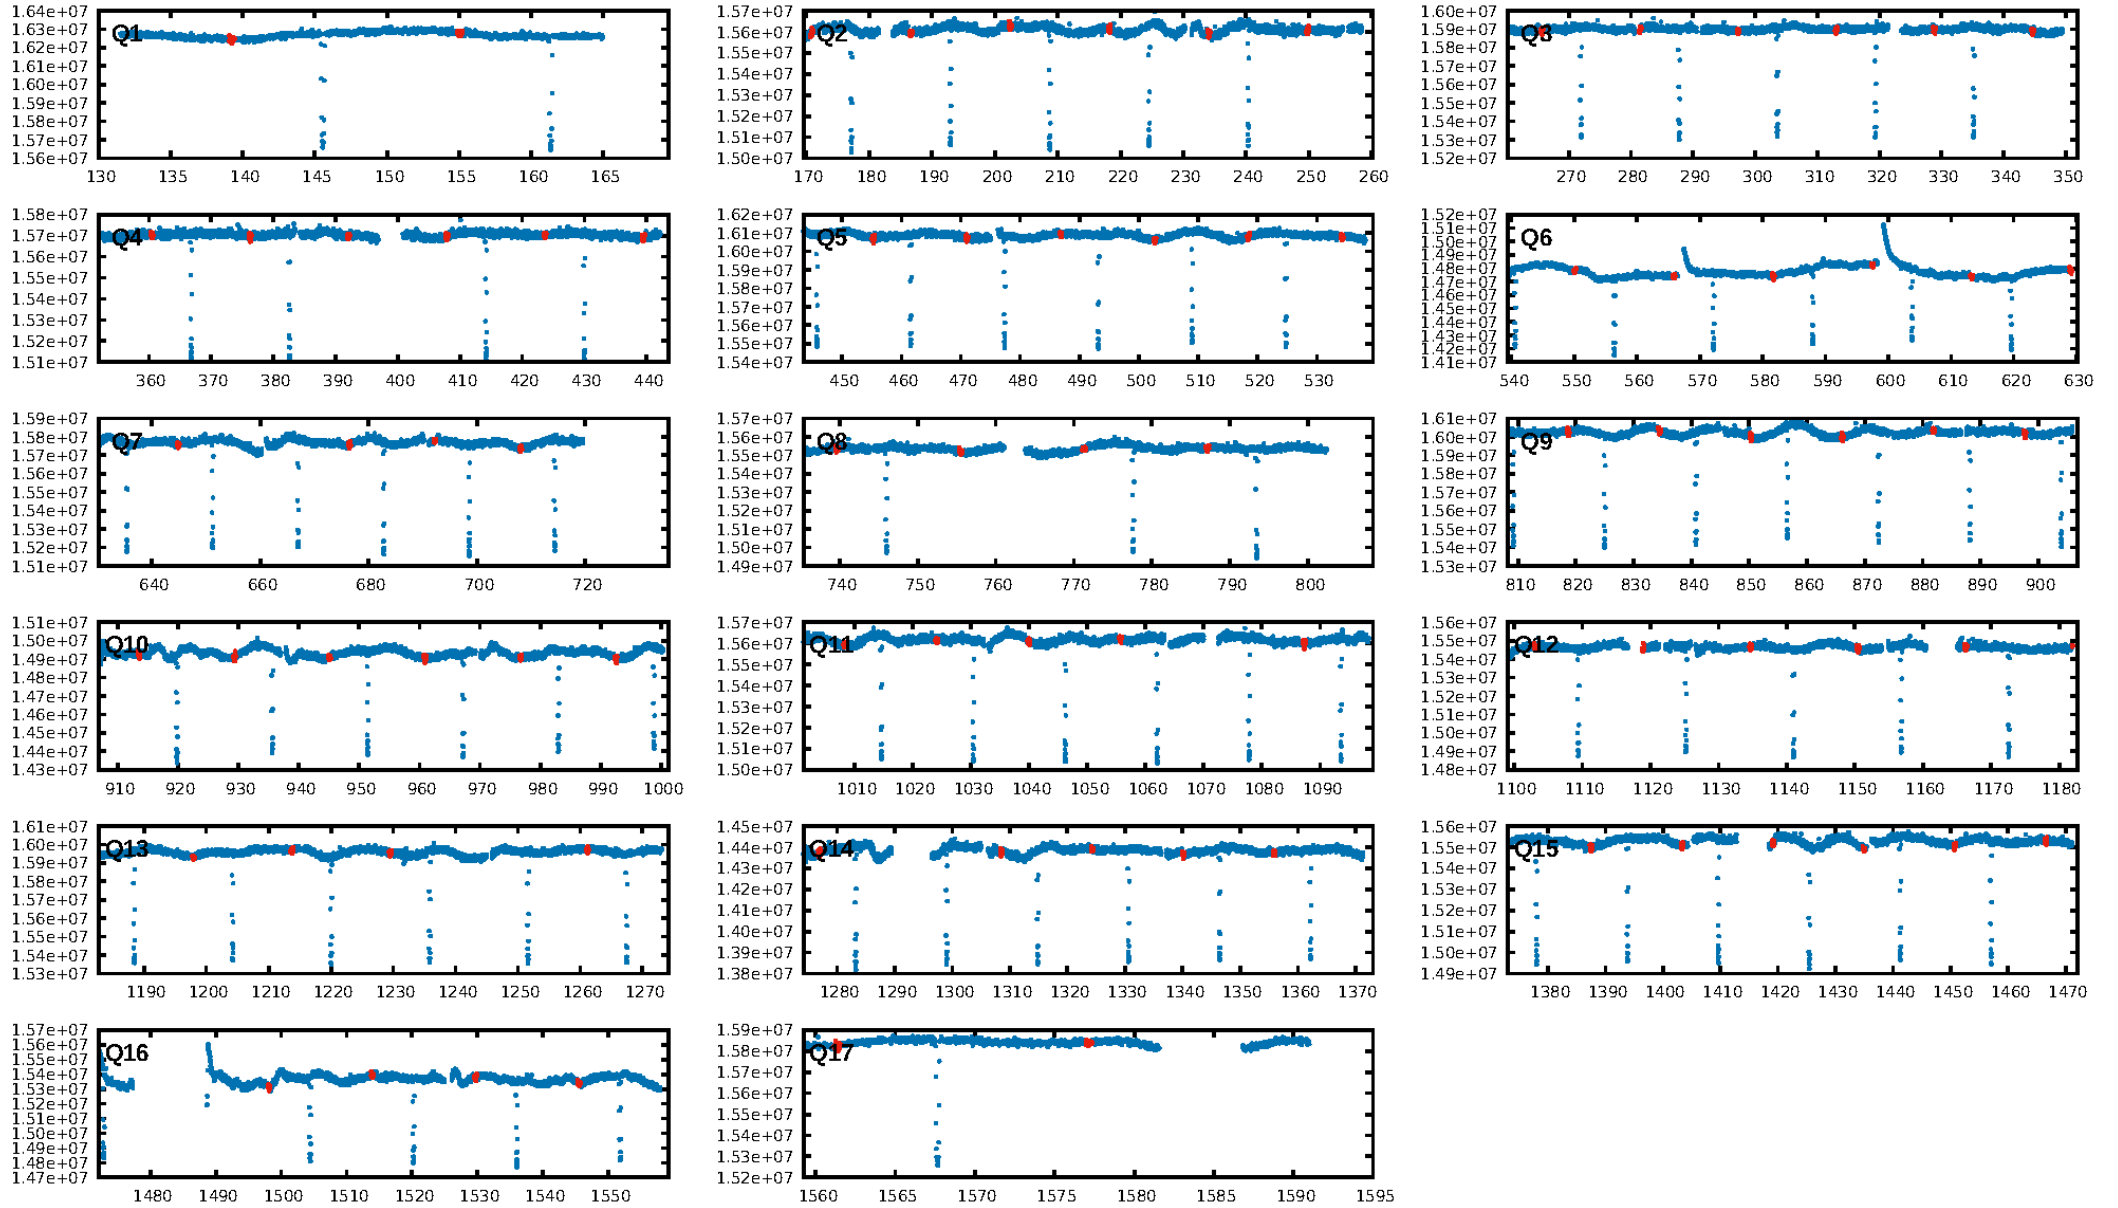 Q1
1.64e+07
1.63e+07
1.62e+07
1.61e+07
1.60e+07
1.59e+07
1.58e+07
1.57e+07
1.56e+07
130 135 140 145 150 155 160 165
Q2
1.57e+07
1.56e+07
1.55e+07
1.54e+07
1.53e+07
1.52e+07
1.51e+07
1.50e+07
170 180 190 200 210 220 230 240 250 260
Q3
1.60e+07
1.59e+07
1.58e+07
1.57e+07
1.56e+07
1.55e+07
1.54e+07
1.53e+07
1.52e+07
270 280 290 300 310 320 330 340 350
Q4
1.58e+07
1.57e+07
1.56e+07
1.55e+07
1.54e+07
1.53e+07
1.52e+07
1.51e+07
360 370 380 390 400 410 420 430 440
Q5
1.62e+07
1.61e+07
1.60e+07
1.59e+07
1.58e+07
1.57e+07
1.56e+07
1.55e+07
1.54e+07
450 460 470 480 490 500 510 520 530
Q6
1.52e+07
1.51e+07
1.50e+07
1.49e+07
1.48e+07
1.47e+07
1.46e+07
1.45e+07
1.44e+07
1.43e+07
1.42e+07
1.41e+07
540 550 560 570 580 590 600 610 620 630
Q7
1.59e+07
1.58e+07
1.57e+07
1.56e+07
1.55e+07
1.54e+07
1.53e+07
1.52e+07
1.51e+07
640 660 680 700 720
Q8
1.57e+07
1.56e+07
1.55e+07
1.54e+07
1.53e+07
1.52e+07
1.51e+07
1.50e+07
1.49e+07
740 750 760 770 780 790 800
Q9
1.61e+07
1.60e+07
1.59e+07
1.58e+07
1.57e+07
1.56e+07
1.55e+07
1.54e+07
1.53e+07
810 820 830 840 850 860 870 880 890 900
Q10
1.51e+07
1.50e+07
1.49e+07
1.48e+07
1.47e+07
1.46e+07
1.45e+07
1.44e+07
1.43e+07
910 920 930 940 950 960 970 980 990 1000
Q11
1.57e+07
1.56e+07
1.55e+07
1.54e+07
1.53e+07
1.52e+07
1.51e+07
1.50e+07
1010 1020 1030 1040 1050 1060 1070 1080 1090
Q12
1.56e+07
1.55e+07
1.54e+07
1.53e+07
1.52e+07
1.51e+07
1.50e+07
1.49e+07
1.48e+07
1100 1110 1120 1130 1140 1150 1160 1170 1180
Q13
1.61e+07
1.60e+07
1.59e+07
1.58e+07
1.57e+07
1.56e+07
1.55e+07
1.54e+07
1.53e+07
1190 1200 1210 1220 1230 1240 1250 1260 1270
Q14
1.45e+07
1.44e+07
1.43e+07
1.42e+07
1.41e+07
1.40e+07
1.39e+07
1.38e+07
1280 1290 1300 1310 1320 1330 1340 1350 1360 1370
Q15
1.56e+07
1.55e+07
1.54e+07
1.53e+07
1.52e+07
1.51e+07
1.50e+07
1.49e+07
1380 1390 1400 1410 1420 1430 1440 1450 1460 1470
Q16
1.57e+07
1.56e+07
1.55e+07
1.54e+07
1.53e+07
1.52e+07
1.51e+07
1.50e+07
1.49e+07
1.48e+07
1.47e+07
1480 1490 1500 1510 1520 1530 1540 1550
Q17
1.59e+07
1.58e+07
1.57e+07
1.56e+07
1.55e+07
1.54e+07
1.53e+07
1.52e+07
1560 1565 1570 1575 1580 1585 1590 1595